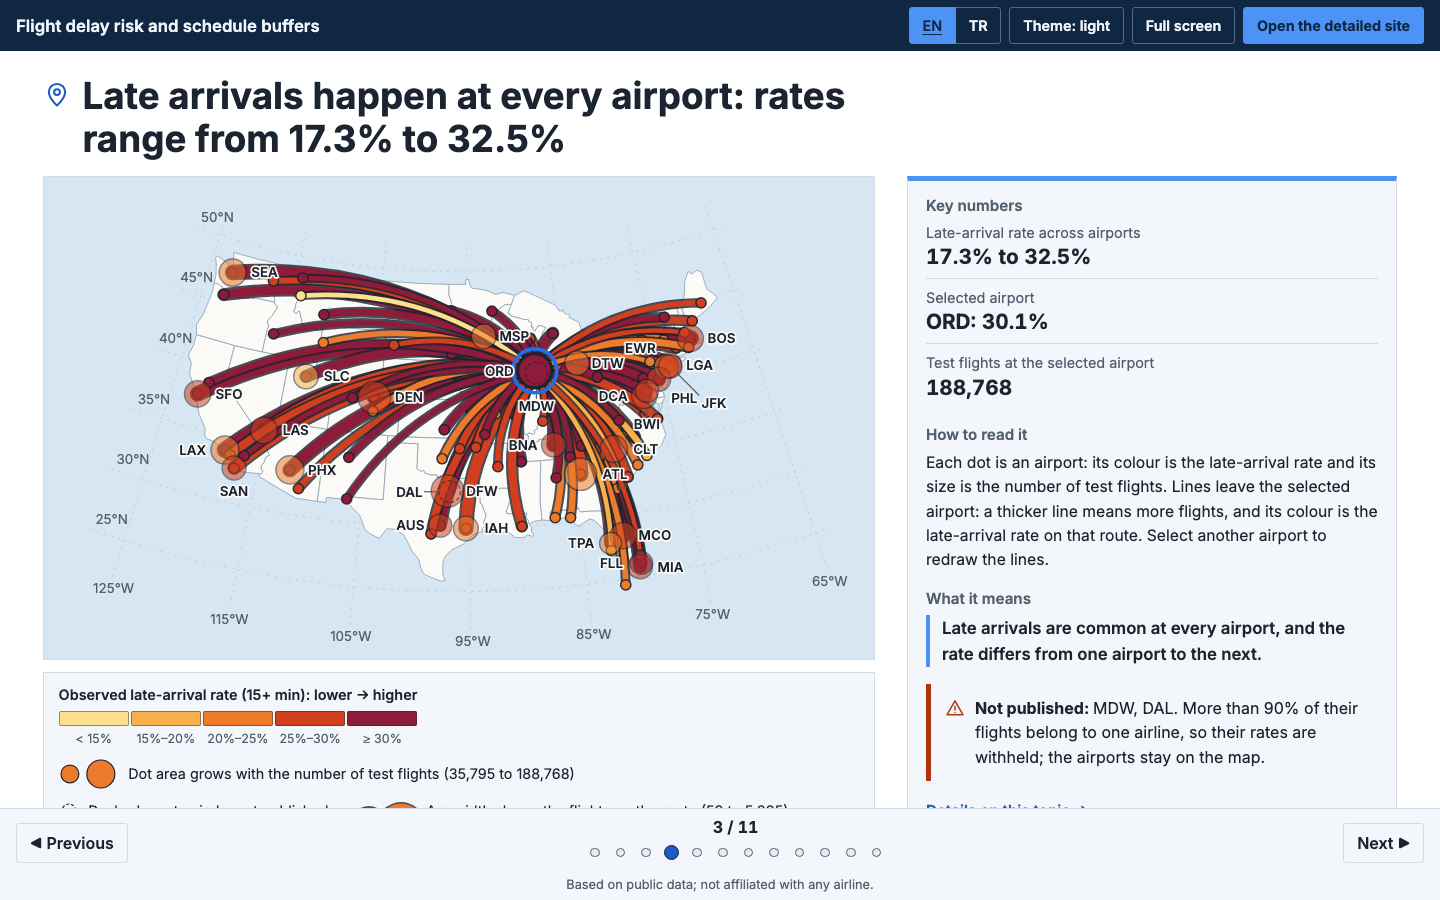 Flight delay risk and schedule buffers
EN
TR
Theme: light
Full screen
Open the detailed site
Late arrivals happen at every airport: rates
range from 17.3% to 32.5%
50°N
45°N
40°N
35°N
30°N
25°N
125°W
115°W
105°W
95°W
85°W
75°W
65°W
SEA
MSP
BOS
EWR
LGA
DTW
ORD
SLC
DEN
SFO
DCA
PHL
JFK
MDW
BWI
LAS
LAX
BNA
CLT
PHX
ATL
SAN
DAL
DFW
AUS
IAH
MCO
TPA
FLL
MIA
Observed late-arrival rate (15+ min): lower → higher
< 15%
15%–20%
20%–25%
25%–30%
≥ 30%
Dot area grows with the number of test flights (35,795 to 188,768)
Key numbers
Late-arrival rate across airports
17.3% to 32.5%
Selected airport
ORD: 30.1%
Test flights at the selected airport
188,768
How to read it
Each dot is an airport: its colour is the late-arrival rate and its
size is the number of test flights. Lines leave the selected
airport: a thicker line means more flights, and its colour is the
late-arrival rate on that route. Select another airport to
redraw the lines.
What it means
Late arrivals are common at every airport, and the
rate differs from one airport to the next.
Not published: MDW, DAL. More than 90% of their
flights belong to one airline, so their rates are
withheld; the airports stay on the map.
Details on this topic
◀ Previous
3 / 11
Next ▶
Based on public data; not affiliated with any airline.